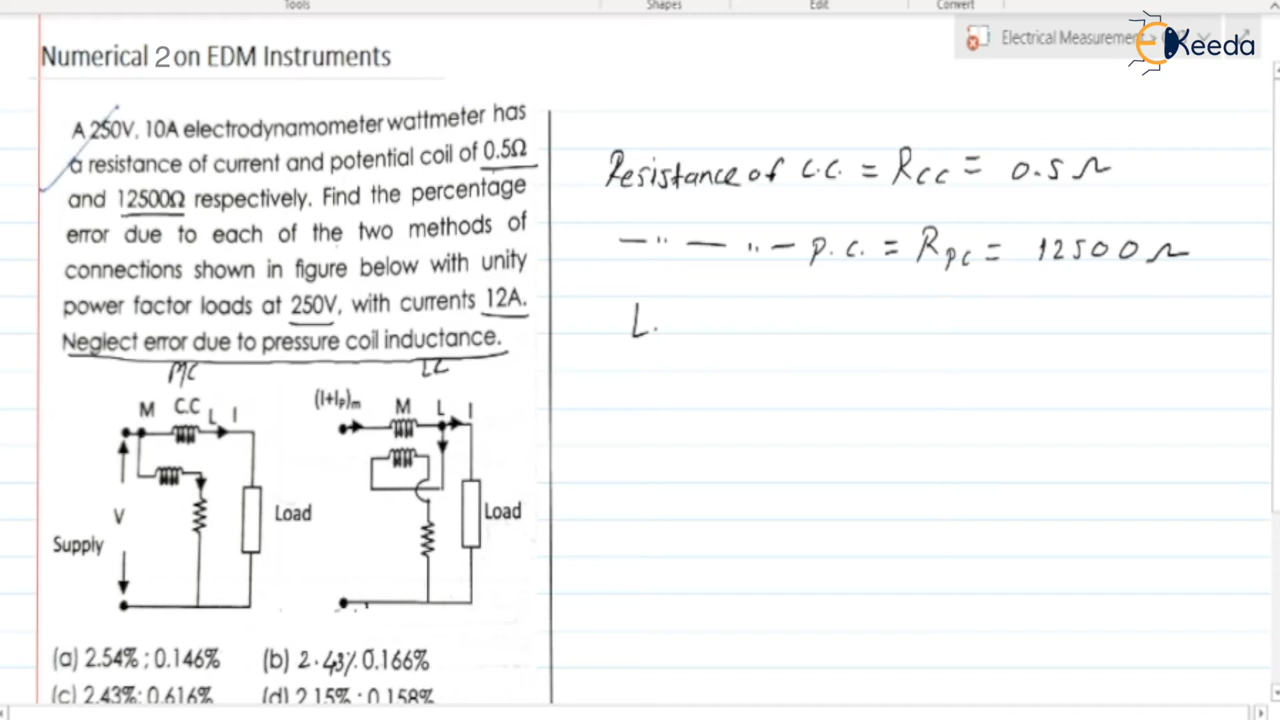 Tools Shapes Edit Convert
Electrical Measurement >
Keeda
Numerical 2 on EDM Instruments
A 250V, 10A electrodynamometer wattmeter has
a resistance of current and potential coil of 0.5Ω
and 12500Ω respectively. Find the percentage
error due to each of the two methods of
connections shown in figure below with unity
power factor loads at 250V, with currents 12A.
Neglect error due to pressure coil inductance.
MC LC
M C.C L I
V
Supply
Load
(I+Iₚ)ₘ M L I
Load
(a) 2.54% ; 0.146% (b) 2.43% 0.166%
(c) 2.43%; 0.616% (d) 2.15% ; 0.158%
Resistance of C.C. = RCC = 0.5 Ω
—〃— 〃— P.C. = RPC = 12500 Ω
L.